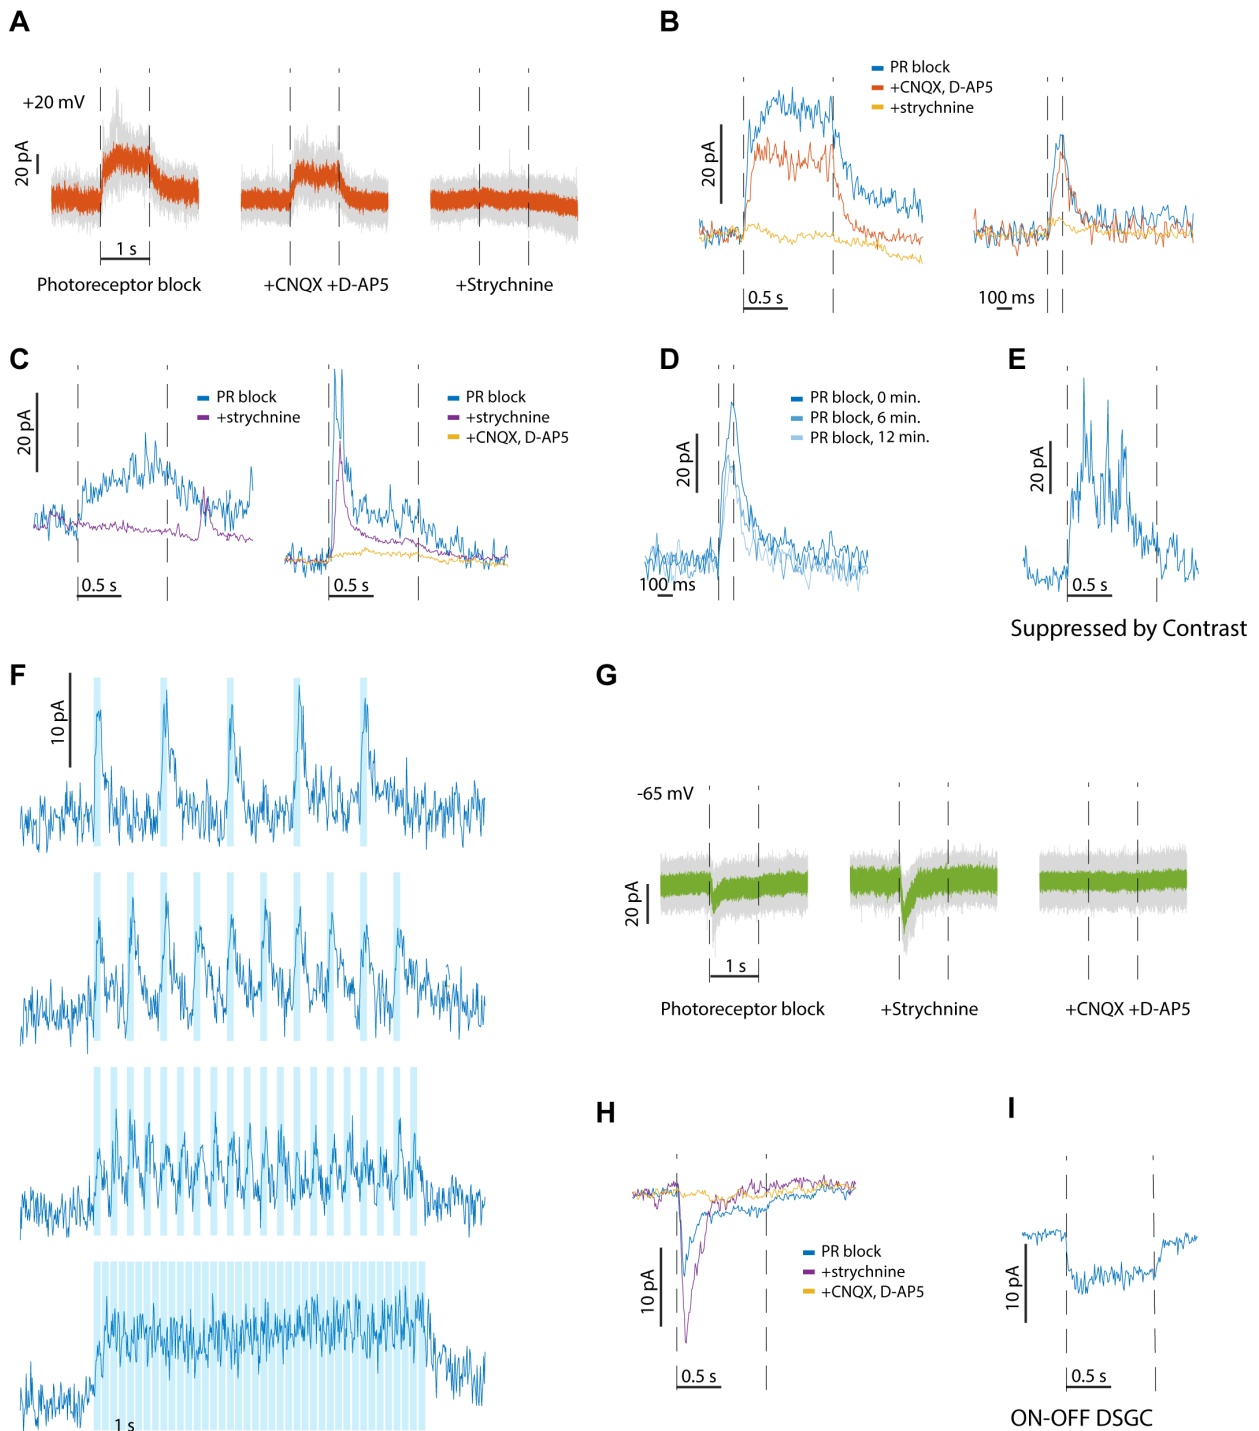 A
+20 mV
20 pA
1 s
Photoreceptor block
+CNQX +D-AP5
+Strychnine
B
PR block
+CNQX, D-AP5
+strychnine
20 pA
0.5 s
100 ms
C
20 pA
PR block
+strychnine
0.5 s
PR block
+strychnine
+CNQX, D-AP5
0.5 s
D
PR block, 0 min.
PR block, 6 min.
PR block, 12 min.
20 pA
100 ms
E
20 pA
0.5 s
Suppressed by Contrast
F
10 pA
1 s
G
-65 mV
20 pA
1 s
Photoreceptor block
+Strychnine
+CNQX +D-AP5
H
10 pA
PR block
+strychnine
+CNQX, D-AP5
0.5 s
I
10 pA
0.5 s
ON-OFF DSGC